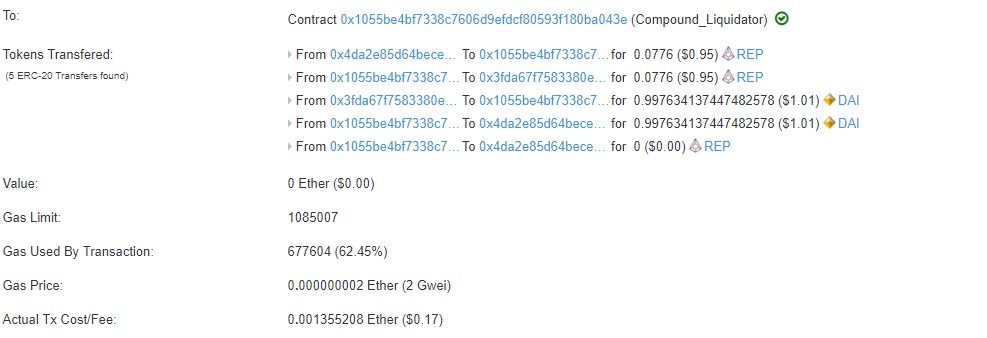 To: Contract 0x1055be4bf7338c7606d9efdcf80593f180ba043e (Compound_Liquidator)
Tokens Transfered: From 0x4da2e85d64bece... To 0x1055be4bf7338c7... for 0.0776 ($0.95) REP
(5 ERC-20 Transfers found) From 0x1055be4bf7338c7... To 0x3fda67f7583380e... for 0.0776 ($0.95) REP
From 0x3fda67f7583380e... To 0x1055be4bf7338c7... for 0.997634137447482578 ($1.01) DAI
From 0x1055be4bf7338c7... To 0x4da2e85d64bece... for 0.997634137447482578 ($1.01) DAI
From 0x1055be4bf7338c7... To 0x4da2e85d64bece... for 0 ($0.00) REP
Value: 0 Ether ($0.00)
Gas Limit: 1085007
Gas Used By Transaction: 677604 (62.45%)
Gas Price: 0.000000002 Ether (2 Gwei)
Actual Tx Cost/Fee: 0.001355208 Ether ($0.17)